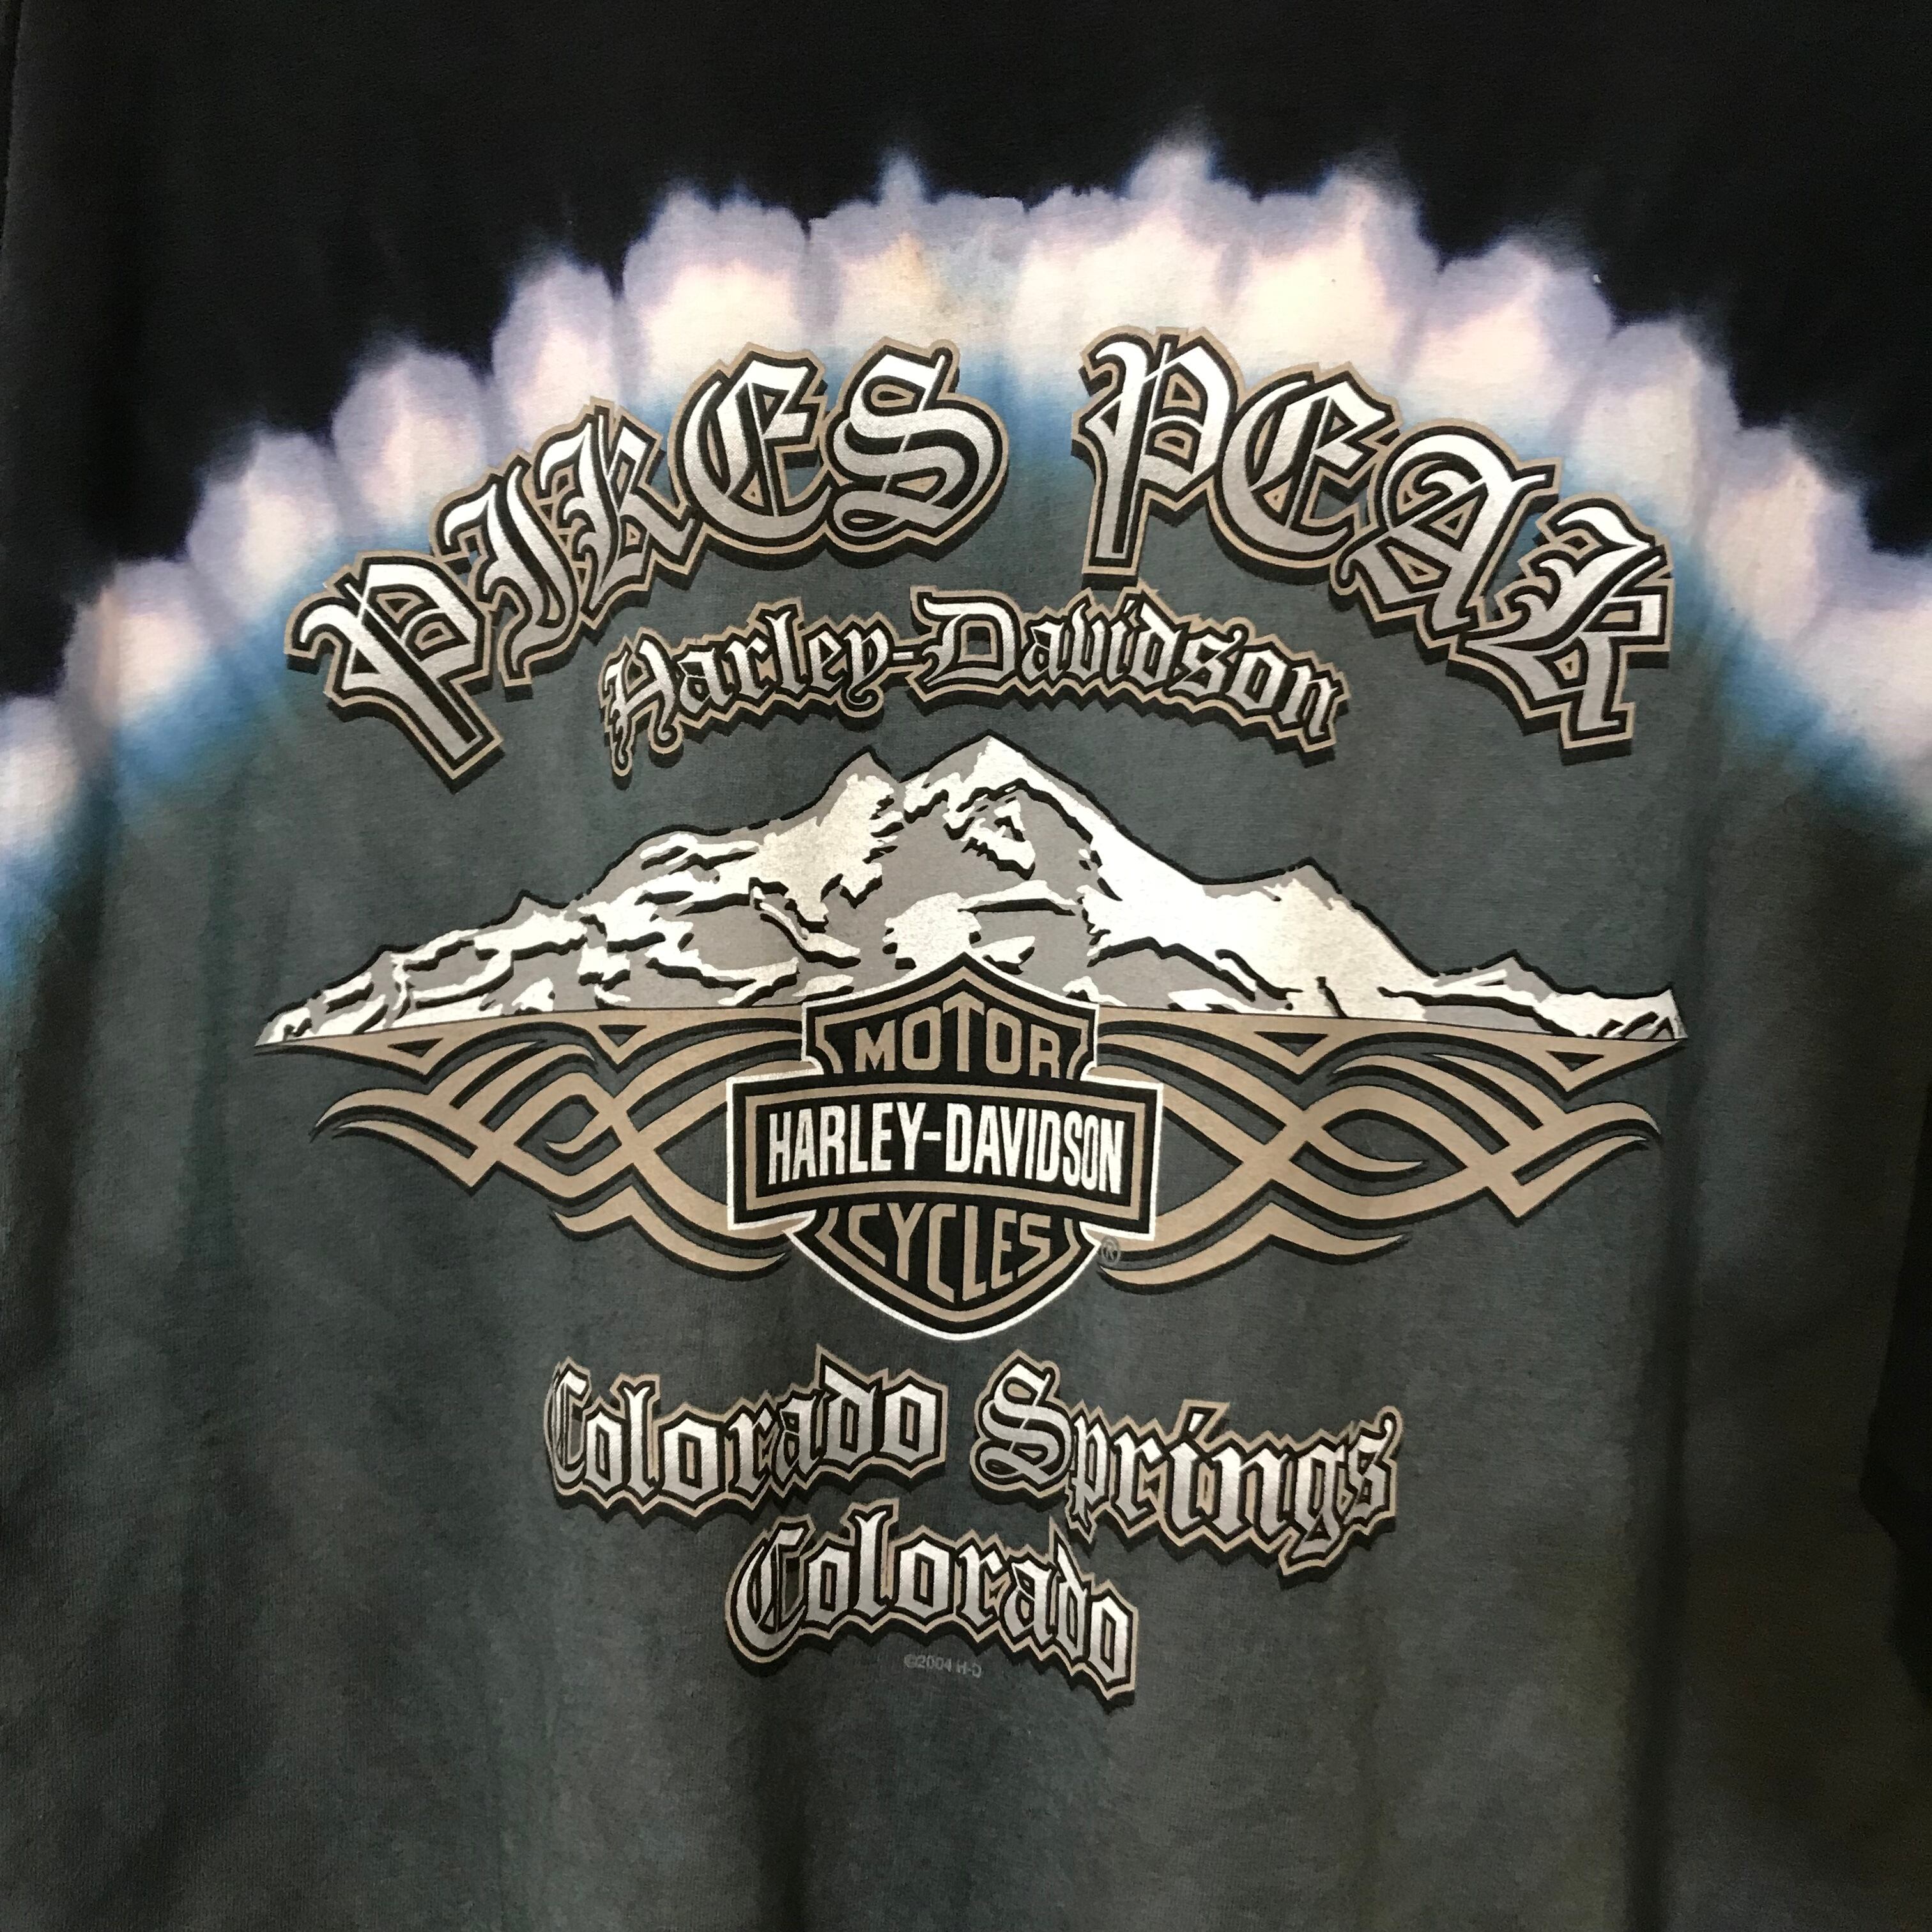 PIKES PEAK
Harley-Davidson
MOTOR
HARLEY-DAVIDSON
CYCLES
®
Colorado Springs
Colorado
©2004 H-D